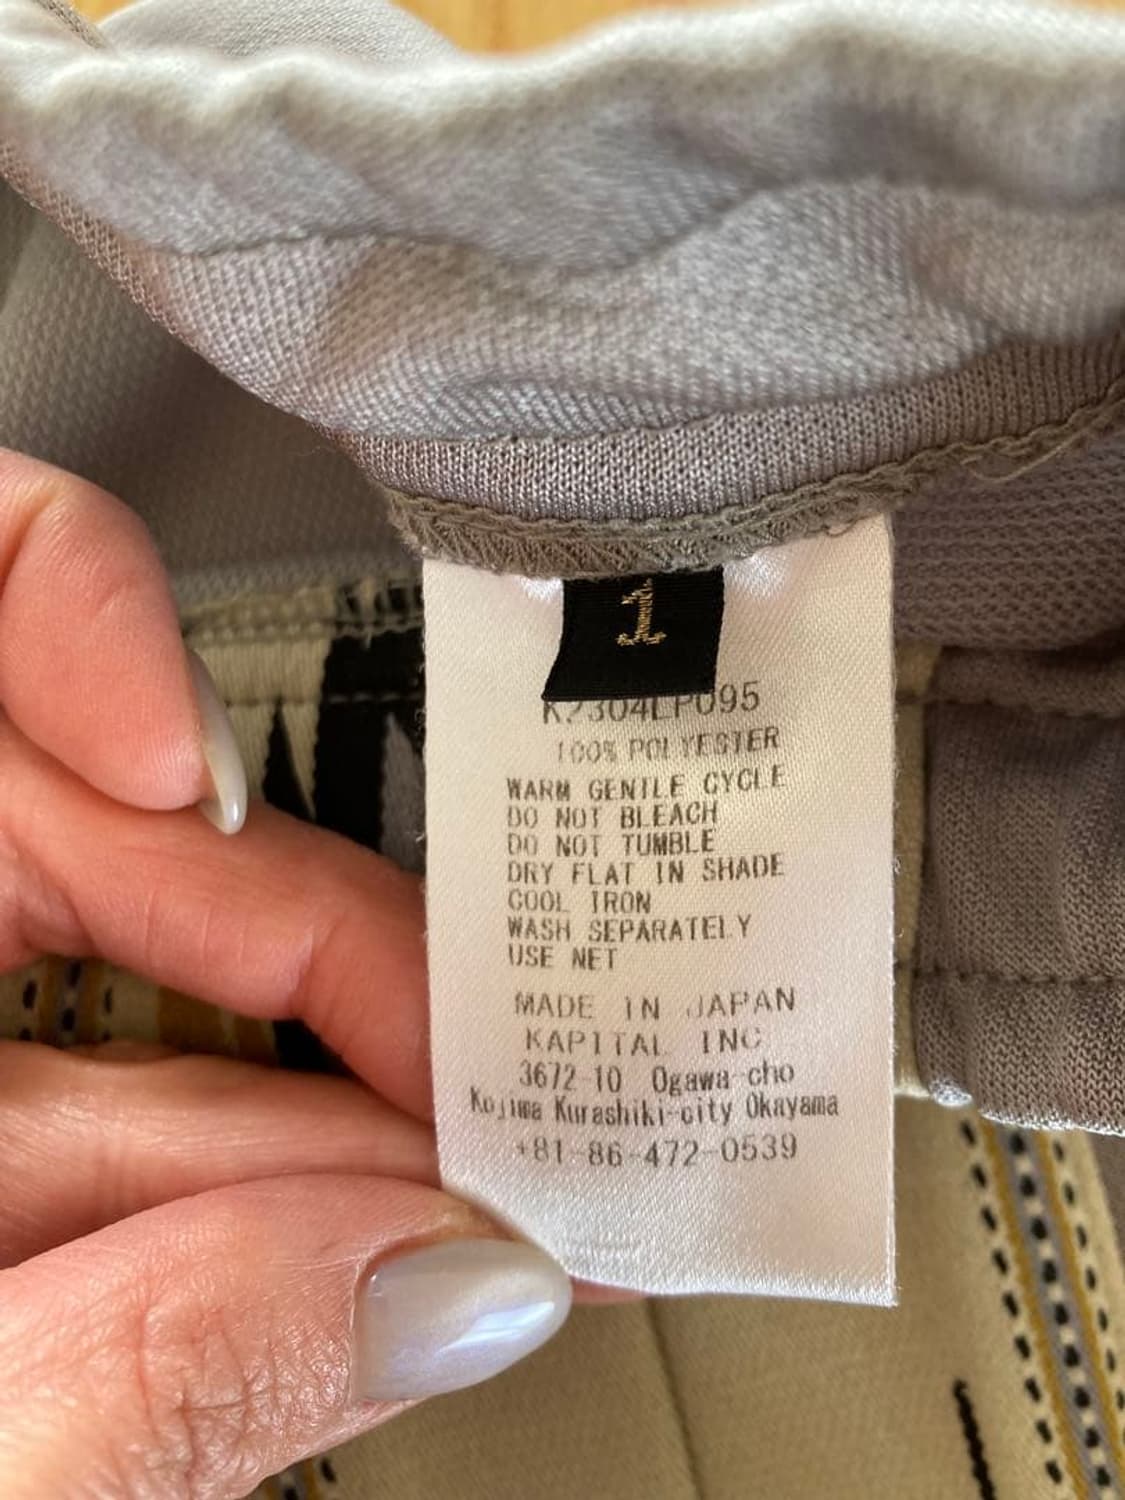 1
K2304LP095
100% POLYESTER
WARM GENTLE CYCLE
DO NOT BLEACH
DO NOT TUMBLE
DRY FLAT IN SHADE
COOL IRON
WASH SEPARATELY
USE NET
MADE IN JAPAN
KAPITAL INC
3672-10 Ogawa-cho
Kojima Kurashiki-city Okayama
+81-86-472-0539